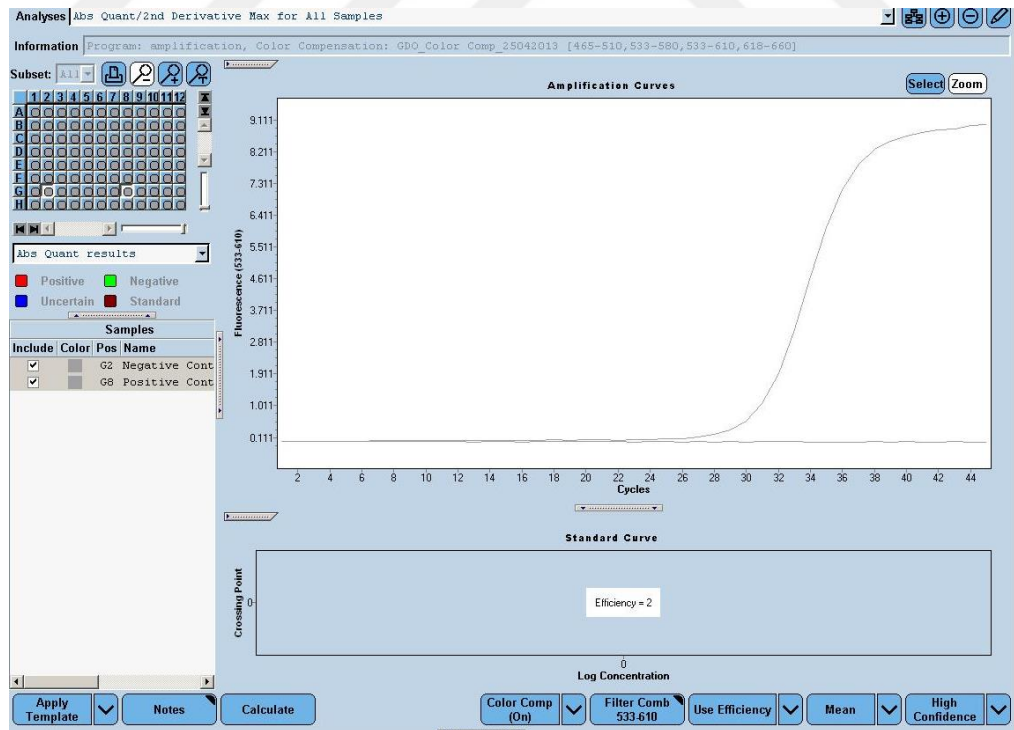 Analyses Abs Quant/2nd Derivative Max for All Samples
Information Program: amplification, Color Compensation: GDO_Color Comp_25042013 [465-510,533-580,533-610,618-660]
Subset: All
1 2 3 4 5 6 7 8 9 10 11 12
A
B
C
D
E
F
G
H
Abs Quant results
Positive Negative
Uncertain Standard
Samples
Include Color Pos Name
G2 Negative Cont
G8 Positive Cont
Amplification Curves
Select Zoom
Fluorescence (533-610)
9.111
8.211
7.311
6.411
5.511
4.611
3.711
2.811
1.911
1.011
0.111
2 4 6 8 10 12 14 16 18 20 22 24 26 28 30 32 34 36 38 40 42 44
Cycles
Standard Curve
Crossing Point
0
Efficiency = 2
0
Log Concentration
Apply Template
Notes
Calculate
Color Comp (On)
Filter Comb 533-610
Use Efficiency
Mean
High Confidence